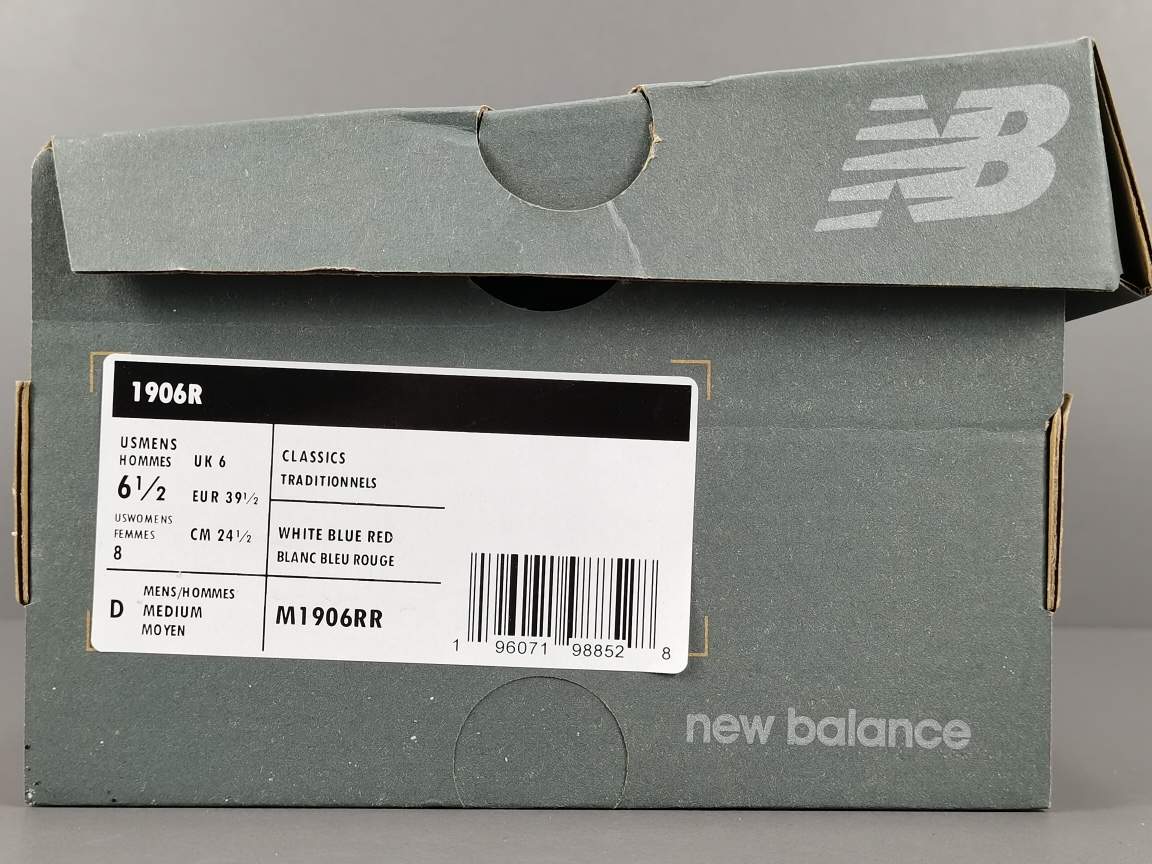 NB
1906R
USMENS
HOMMES
6½
UK 6
EUR 39½
USWOMENS
FEMMES
8
CM 24½
CLASSICS
TRADITIONNELS
WHITE BLUE RED
BLANC BLEU ROUGE
D
MENS/HOMMES
MEDIUM
MOYEN
M1906RR
1 96071 98852 8
new balance